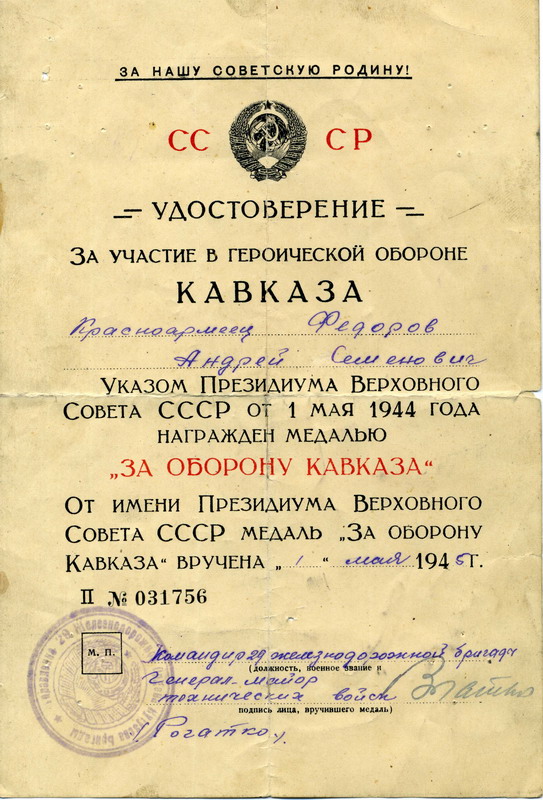 ЗА НАШУ СОВЕТСКУЮ РОДИНУ!
СС СР
УДОСТОВЕРЕНИЕ
ЗА УЧАСТИЕ В ГЕРОИЧЕСКОЙ ОБОРОНЕ
КАВКАЗА
Красноармеец Федоров
Андрей Семенович
УКАЗОМ ПРЕЗИДИУМА ВЕРХОВНОГО
СОВЕТА СССР ОТ 1 МАЯ 1944 ГОДА
НАГРАЖДЕН МЕДАЛЬЮ
„ЗА ОБОРОНУ КАВКАЗА“
ОТ ИМЕНИ ПРЕЗИДИУМА ВЕРХОВНОГО
СОВЕТА СССР МЕДАЛЬ „ЗА ОБОРОНУ
КАВКАЗА“ ВРУЧЕНА „ 1 “ мая 1945 Г.
II № 031756
М. П.
Командир 29 железнодорожной бригады
(должность, военное звание и
Генерал-майор
технических войск
подпись лица, вручившего медаль)
/Рогатко/